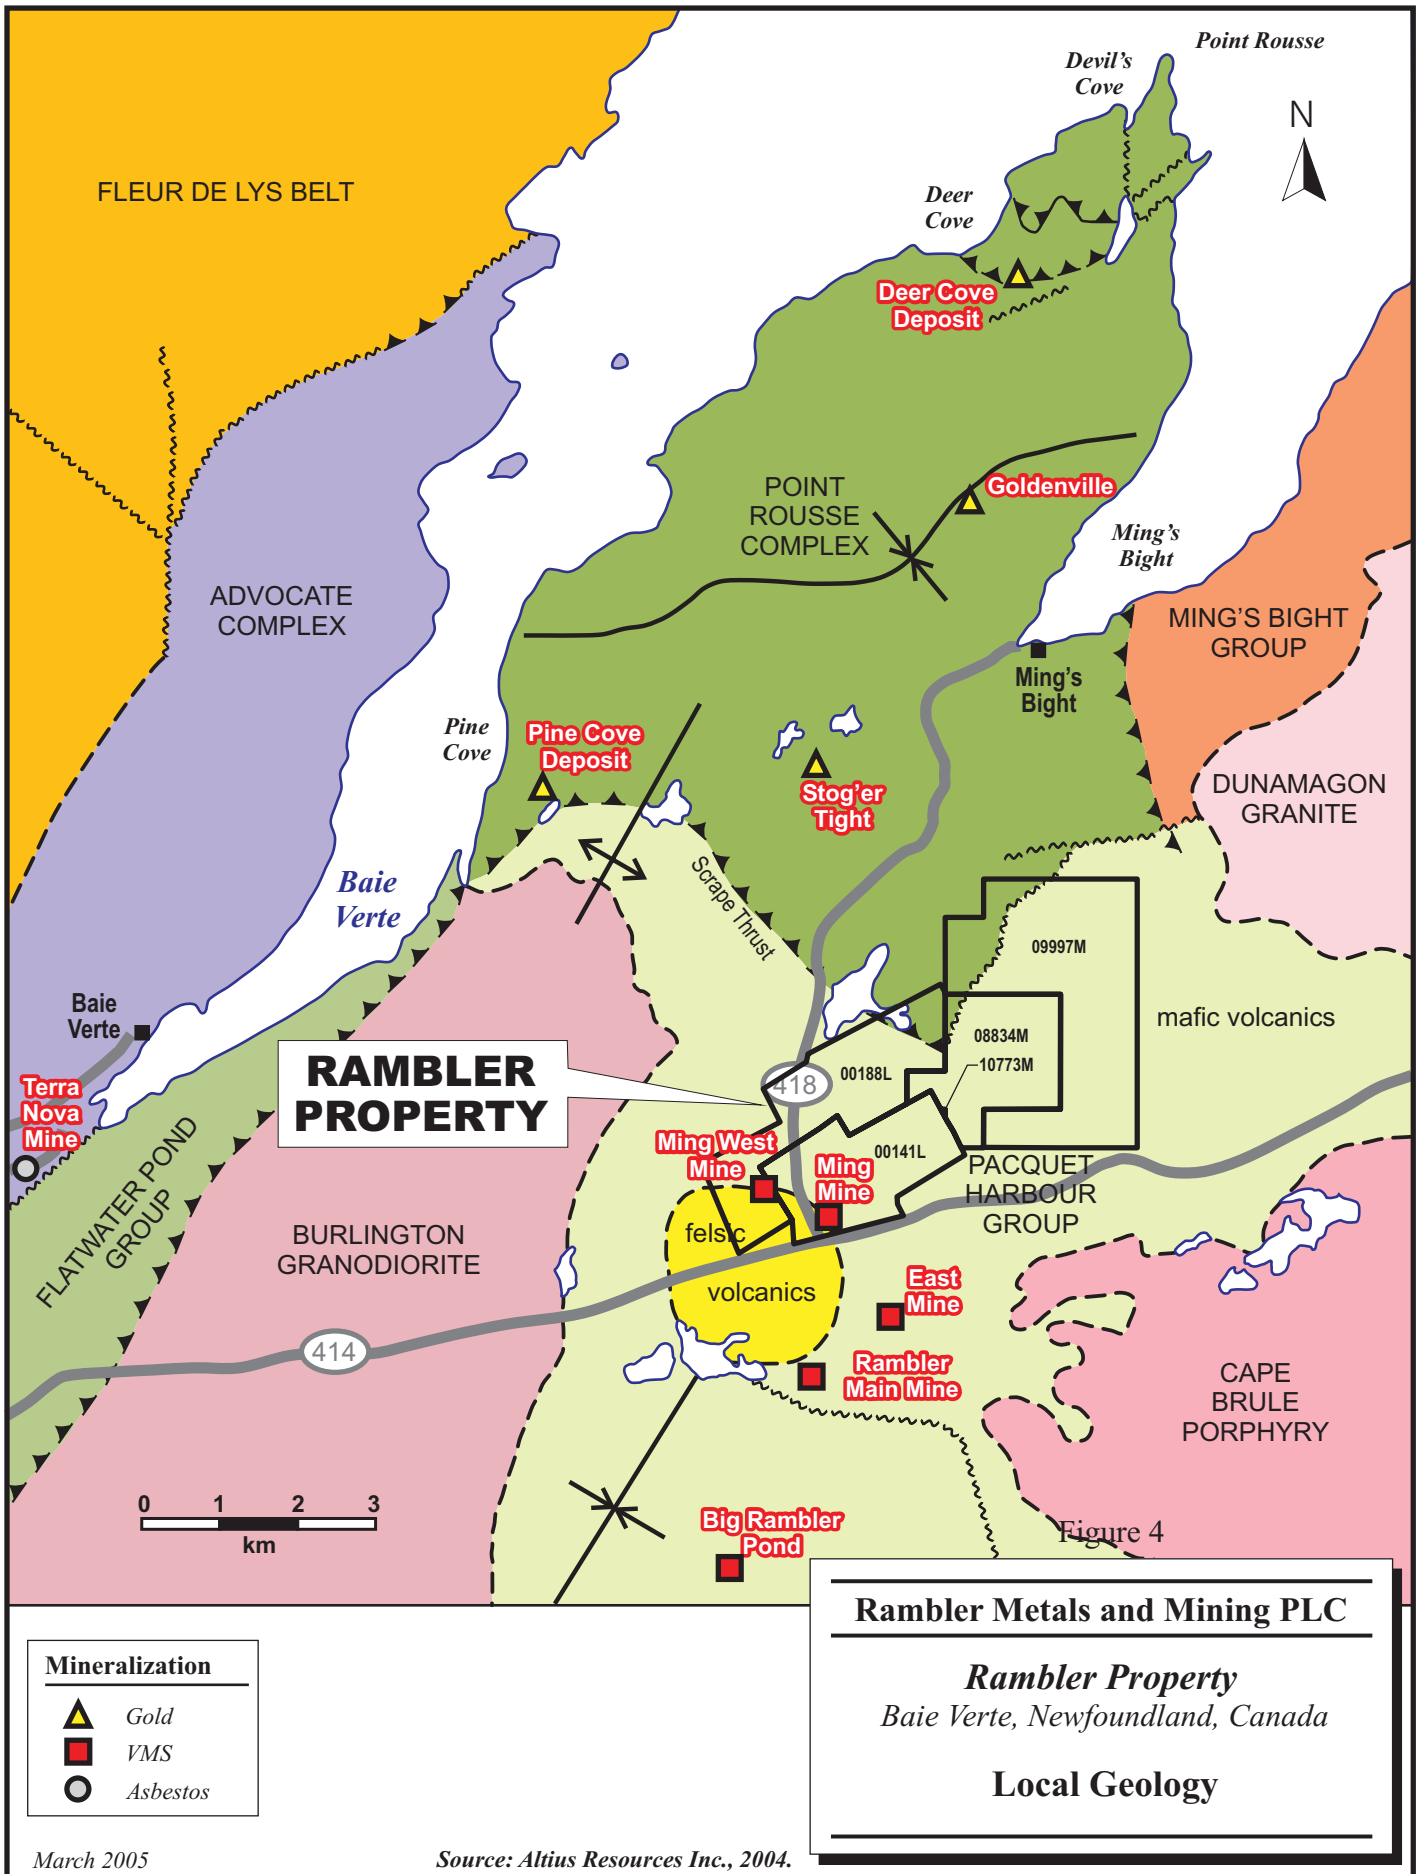 Point Rousse
Devil's
Cove
N
FLEUR DE LYS BELT
Deer
Cove
Deer Cove
Deposit
POINT
ROUSSE
COMPLEX
Goldenville
Ming's
Bight
ADVOCATE
COMPLEX
MING'S BIGHT
GROUP
Ming's
Bight
Pine
Cove
Pine Cove
Deposit
Stog'er
Tight
DUNAMAGON
GRANITE
Scrape Thrust
Baie
Verte
09997M
Baie
Verte
mafic volcanics
08834M
10773M
00188L
RAMBLER
PROPERTY
418
Terra
Nova
Mine
Ming West
Mine
Ming
Mine
00141L
PACQUET
HARBOUR
GROUP
FLATWATER POND
GROUP
BURLINGTON
GRANODIORITE
felsic
volcanics
East
Mine
414
Rambler
Main Mine
CAPE
BRULE
PORPHYRY
0 1 2 3
km
Big Rambler
Pond
Figure 4
Rambler Metals and Mining PLC
Rambler Property
Baie Verte, Newfoundland, Canada
Local Geology
Mineralization
Gold
VMS
Asbestos
March 2005
Source: Altius Resources Inc., 2004.